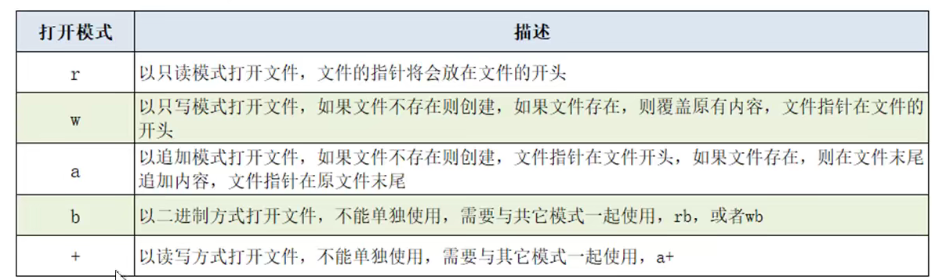 打开模式 描述
r 以只读模式打开文件，文件的指针将会放在文件的开头
w 以只写模式打开文件，如果文件不存在则创建，如果文件存在，则覆盖原有内容，文件指针在文件的
开头
a 以追加模式打开文件，如果文件不存在则创建，文件指针在文件开头，如果文件存在，则在文件末尾
追加内容，文件指针在原文件末尾
b 以二进制方式打开文件，不能单独使用，需要与共它模式一起使用，rb，或者wb
+ 以读写方式打开文件，不能单独使用，需要与其它模式一起使用，a+